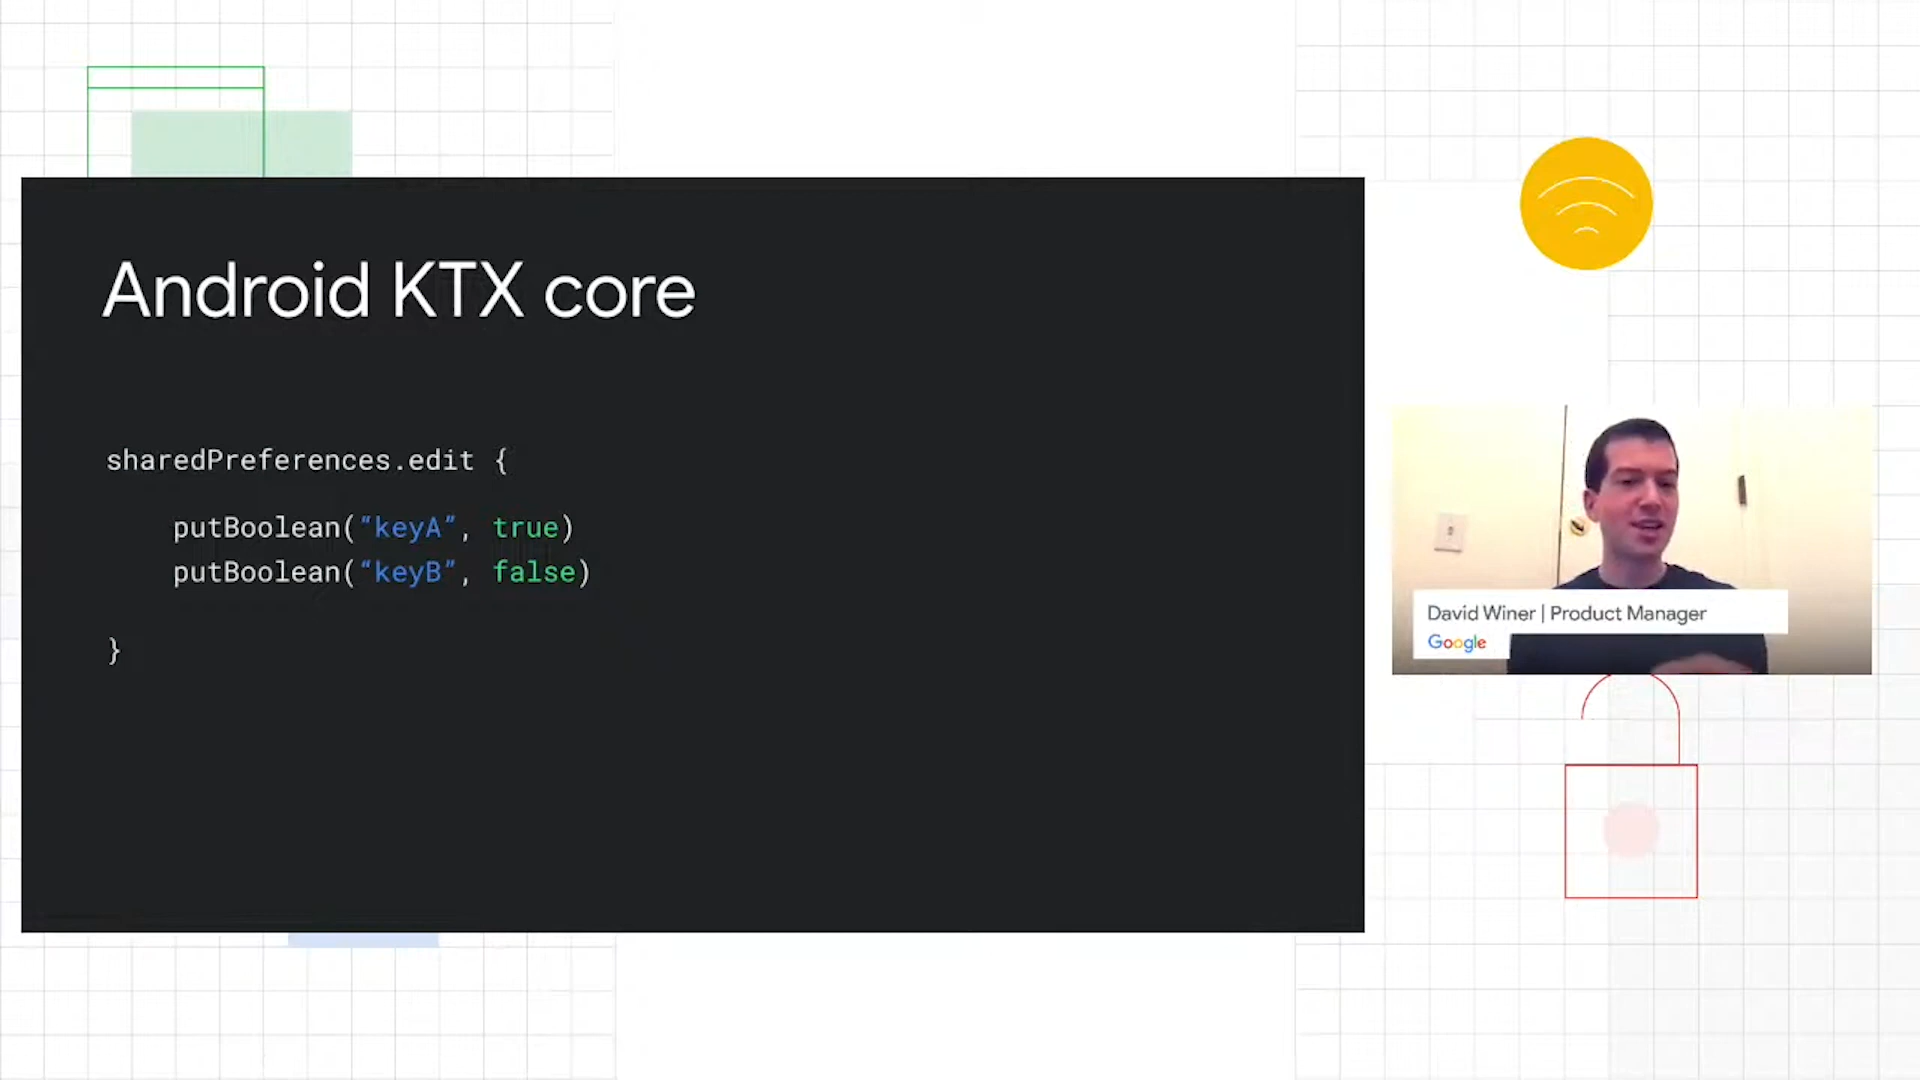 Android KTX core
sharedPreferences.edit {
putBoolean(“keyA”, true)
putBoolean(“keyB”, false)
}
David Winer | Product Manager
Google